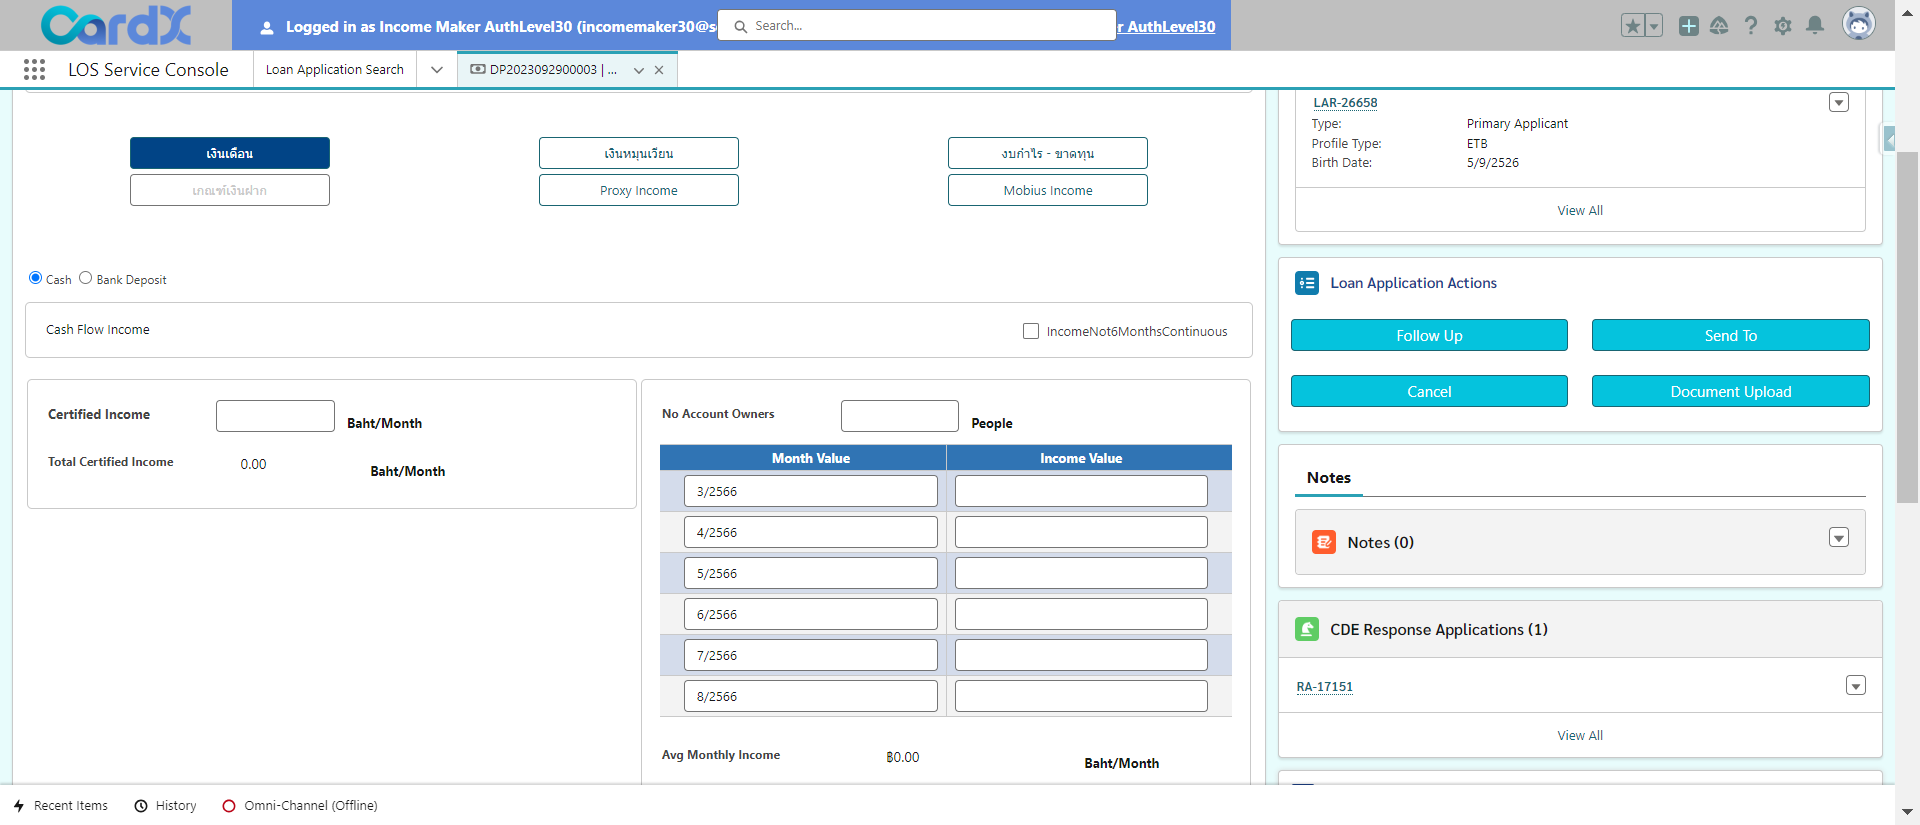 CardX
Logged in as Income Maker AuthLevel30 (incomemaker30@s
Search...
r AuthLevel30
LOS Service Console
Loan Application Search
DP2023092900003 | ...
เงินเดือน
เงินหมุนเวียน
งบกำไร - ขาดทุน
เกณฑ์เงินฝาก
Proxy Income
Mobius Income
Cash
Bank Deposit
Cash Flow Income
IncomeNot6MonthsContinuous
Certified Income
Baht/Month
Total Certified Income
0.00
Baht/Month
No Account Owners
People
Month Value
Income Value
3/2566
4/2566
5/2566
6/2566
7/2566
8/2566
Avg Monthly Income
฿0.00
Baht/Month
LAR-26658
Type:
Primary Applicant
Profile Type:
ETB
Birth Date:
5/9/2526
View All
Loan Application Actions
Follow Up
Send To
Cancel
Document Upload
Notes
Notes (0)
CDE Response Applications (1)
RA-17151
View All
Recent Items
History
Omni-Channel (Offline)